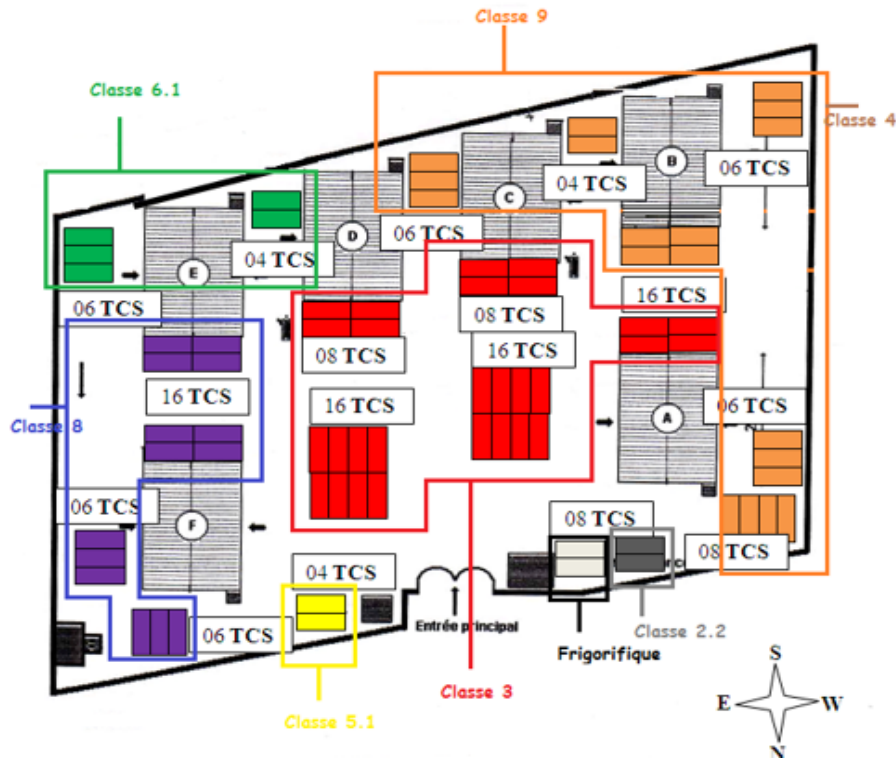 Classe 9
Classe 6.1
Classe 4
B
06 TCS
C
04 TCS
D
06 TCS
E
04 TCS
06 TCS
16 TCS
08 TCS
08 TCS
16 TCS
16 TCS
16 TCS
A
06 TCS
Classe 8
06 TCS
F
08 TCS
08 TCS
04 TCS
06 TCS
Entrée principal
Classe 2.2
Frigorifique
Classe 3
Classe 5.1
S
E
W
N